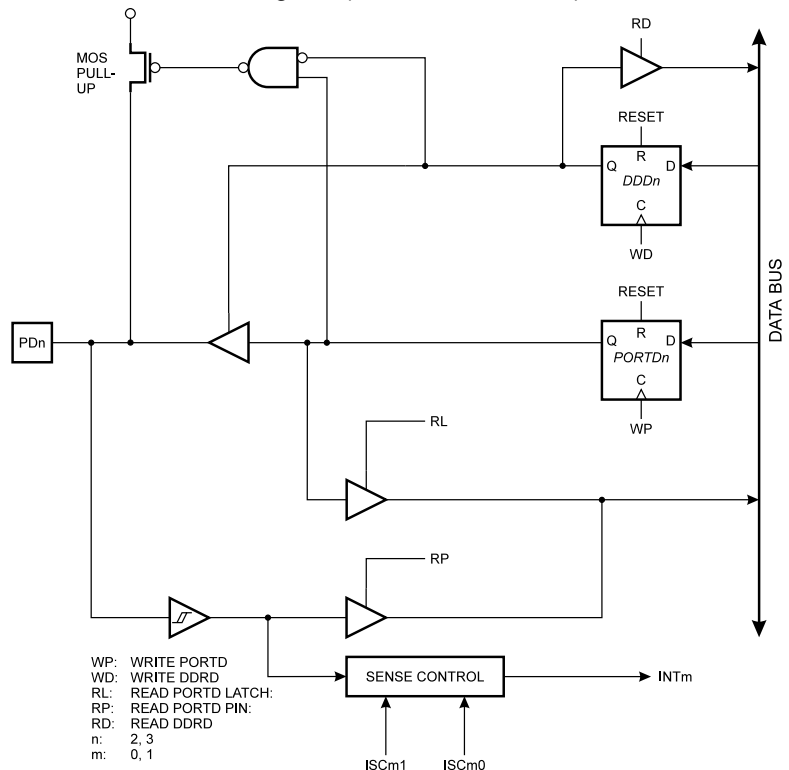 RD
MOS
PULL-
UP
RESET
R
Q
D
DDDn
C
WD
DATA BUS
RESET
PDn
R
Q
D
PORTDn
C
WP
RL
RP
WP: WRITE PORTD
WD: WRITE DDRD
RL: READ PORTD LATCH:
RP: READ PORTD PIN:
RD: READ DDRD
n: 2, 3
m: 0, 1
SENSE CONTROL
INTm
ISCm1
ISCm0